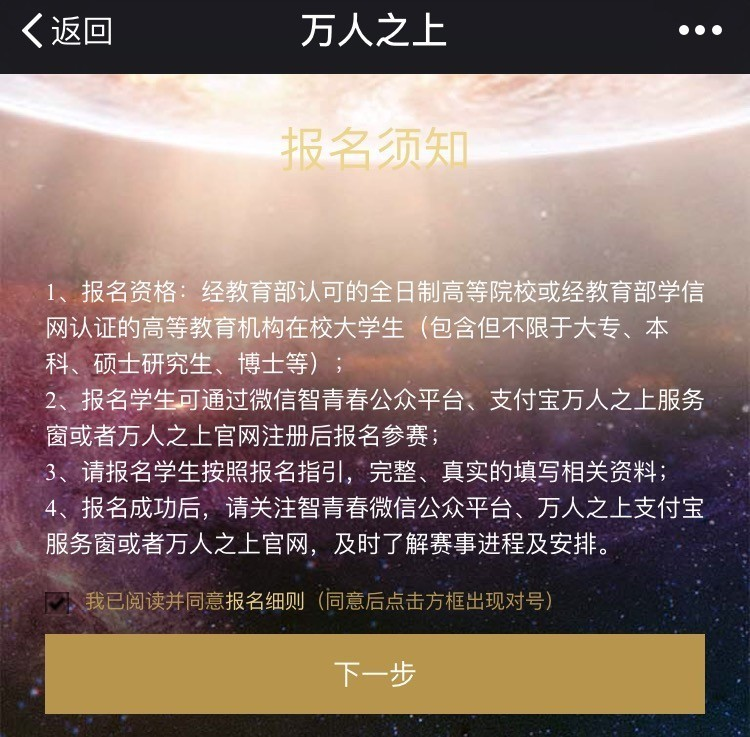 返回
万人之上
报名须知
1、报名资格：经教育部认可的全日制高等院校或经教育部学信
网认证的高等教育机构在校大学生（包含但不限于大专、本
科、硕士研究生、博士等）；
2、报名学生可通过微信智青春公众平台、支付宝万人之上服务
窗或者万人之上官网注册后报名参赛；
3、请报名学生按照报名指引，完整、真实的填写相关资料；
4、报名成功后，请关注智青春微信公众平台、万人之上支付宝
服务窗或者万人之上官网，及时了解赛事进程及安排。
我已阅读并同意报名细则（同意后点击方框出现对号）
下一步